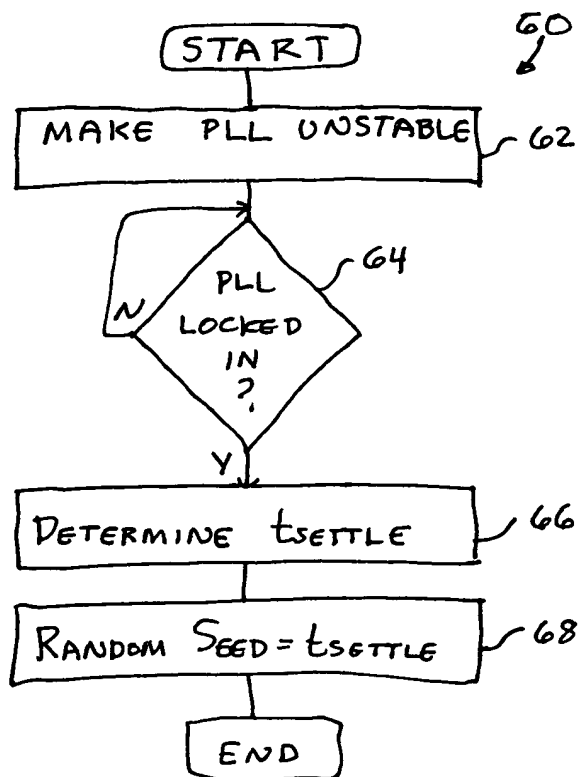 60
START
MAKE PLL UNSTABLE
62
64
PLL
LOCKED
IN
?
N
Y
DETERMINE tSETTLE
66
RANDOM SEED = tSETTLE
68
END